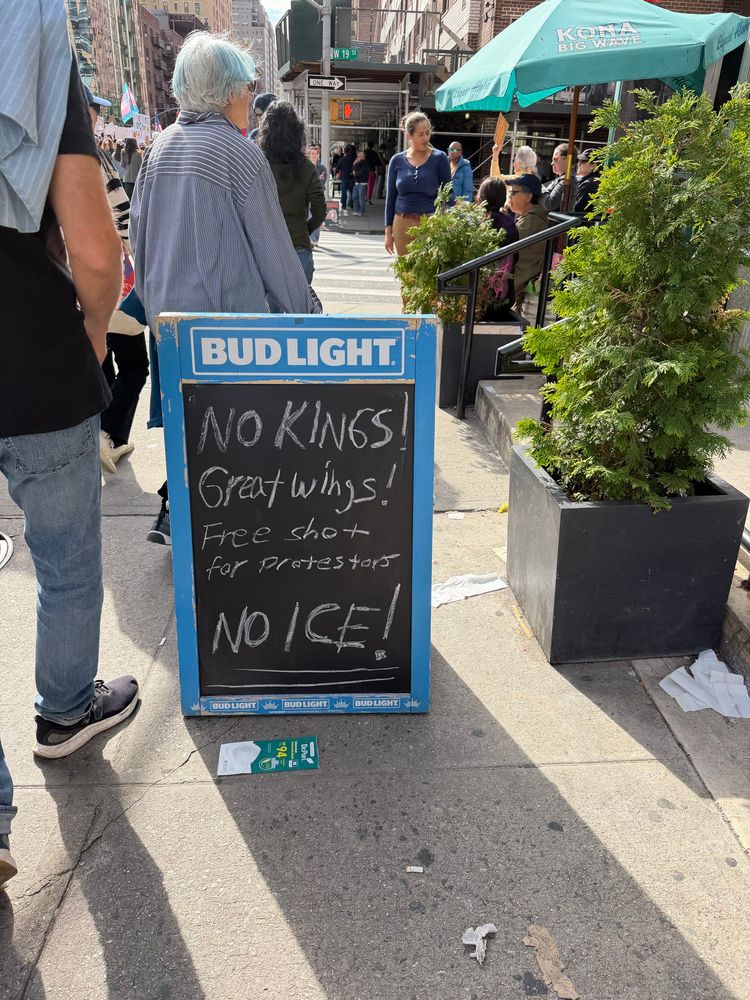 W 19 ST
ONE WAY
KONA
BIG WAVE
BUD LIGHT
NO KINGS!
Great wings!
Free shot
for protestors
NO ICE!
BUD LIGHT BUD LIGHT BUD LIGHT